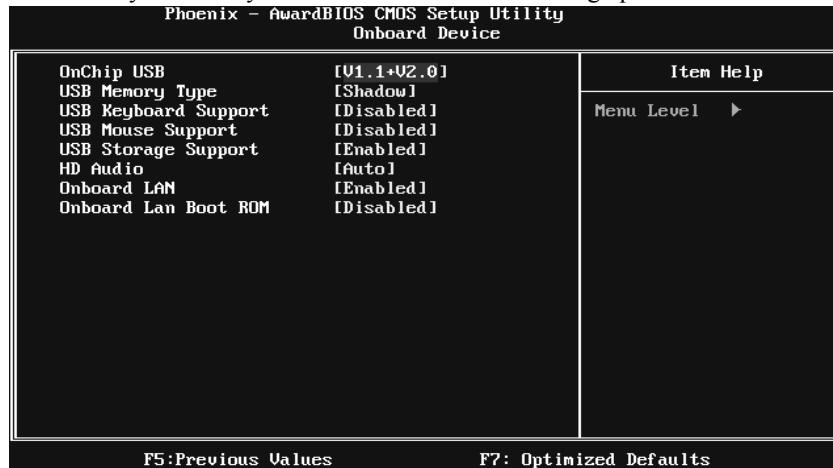 Phoenix - AwardBIOS CMOS Setup Utility
Onboard Device
OnChip USB [V1.1+V2.0]
USB Memory Type [Shadow]
USB Keyboard Support [Disabled]
USB Mouse Support [Disabled]
USB Storage Support [Enabled]
HD Audio [Auto]
Onboard LAN [Enabled]
Onboard Lan Boot ROM [Disabled]
Item Help
Menu Level ▶
F5:Previous Values F7: Optimized Defaults